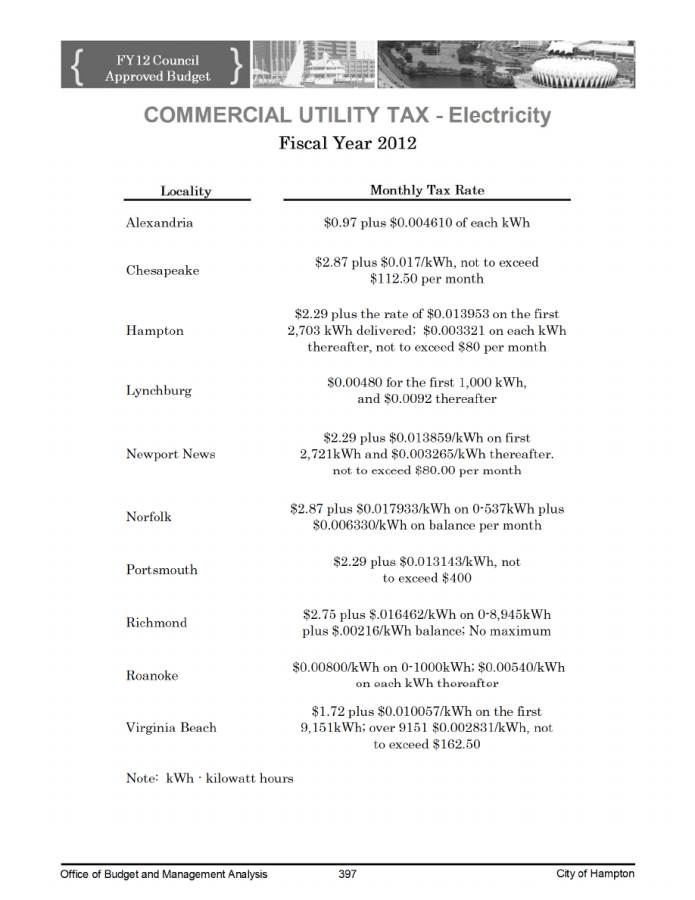 FY12 Council
Approved Budget
COMMERCIAL UTILITY TAX - Electricity
Fiscal Year 2012
Locality Monthly Tax Rate
Alexandria $0.97 plus $0.004610 of each kWh
Chesapeake $2.87 plus $0.017/kWh, not to exceed
$112.50 per month
Hampton $2.29 plus the rate of $0.013953 on the first
2,703 kWh delivered; $0.003321 on each kWh
thereafter, not to exceed $80 per month
Lynchburg $0.00480 for the first 1,000 kWh,
and $0.0092 thereafter
Newport News $2.29 plus $0.013859/kWh on first
2,721kWh and $0.003265/kWh thereafter.
not to exceed $80.00 per month
Norfolk $2.87 plus $0.017933/kWh on 0-537kWh plus
$0.006330/kWh on balance per month
Portsmouth $2.29 plus $0.013143/kWh, not
to exceed $400
Richmond $2.75 plus $.016462/kWh on 0-8,945kWh
plus $.00216/kWh balance; No maximum
Roanoke $0.00800/kWh on 0-1000kWh; $0.00540/kWh
on each kWh thereafter
Virginia Beach $1.72 plus $0.010057/kWh on the first
9,151kWh; over 9151 $0.002831/kWh, not
to exceed $162.50
Note: kWh - kilowatt hours
Office of Budget and Management Analysis 397 City of Hampton